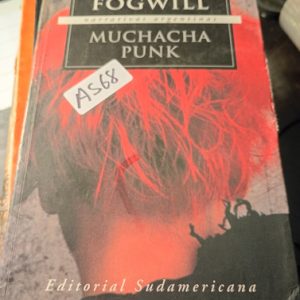 FOGWILL
narrativas argentinas
MUCHACHA
PUNK
AS68
Editorial Sudamericana